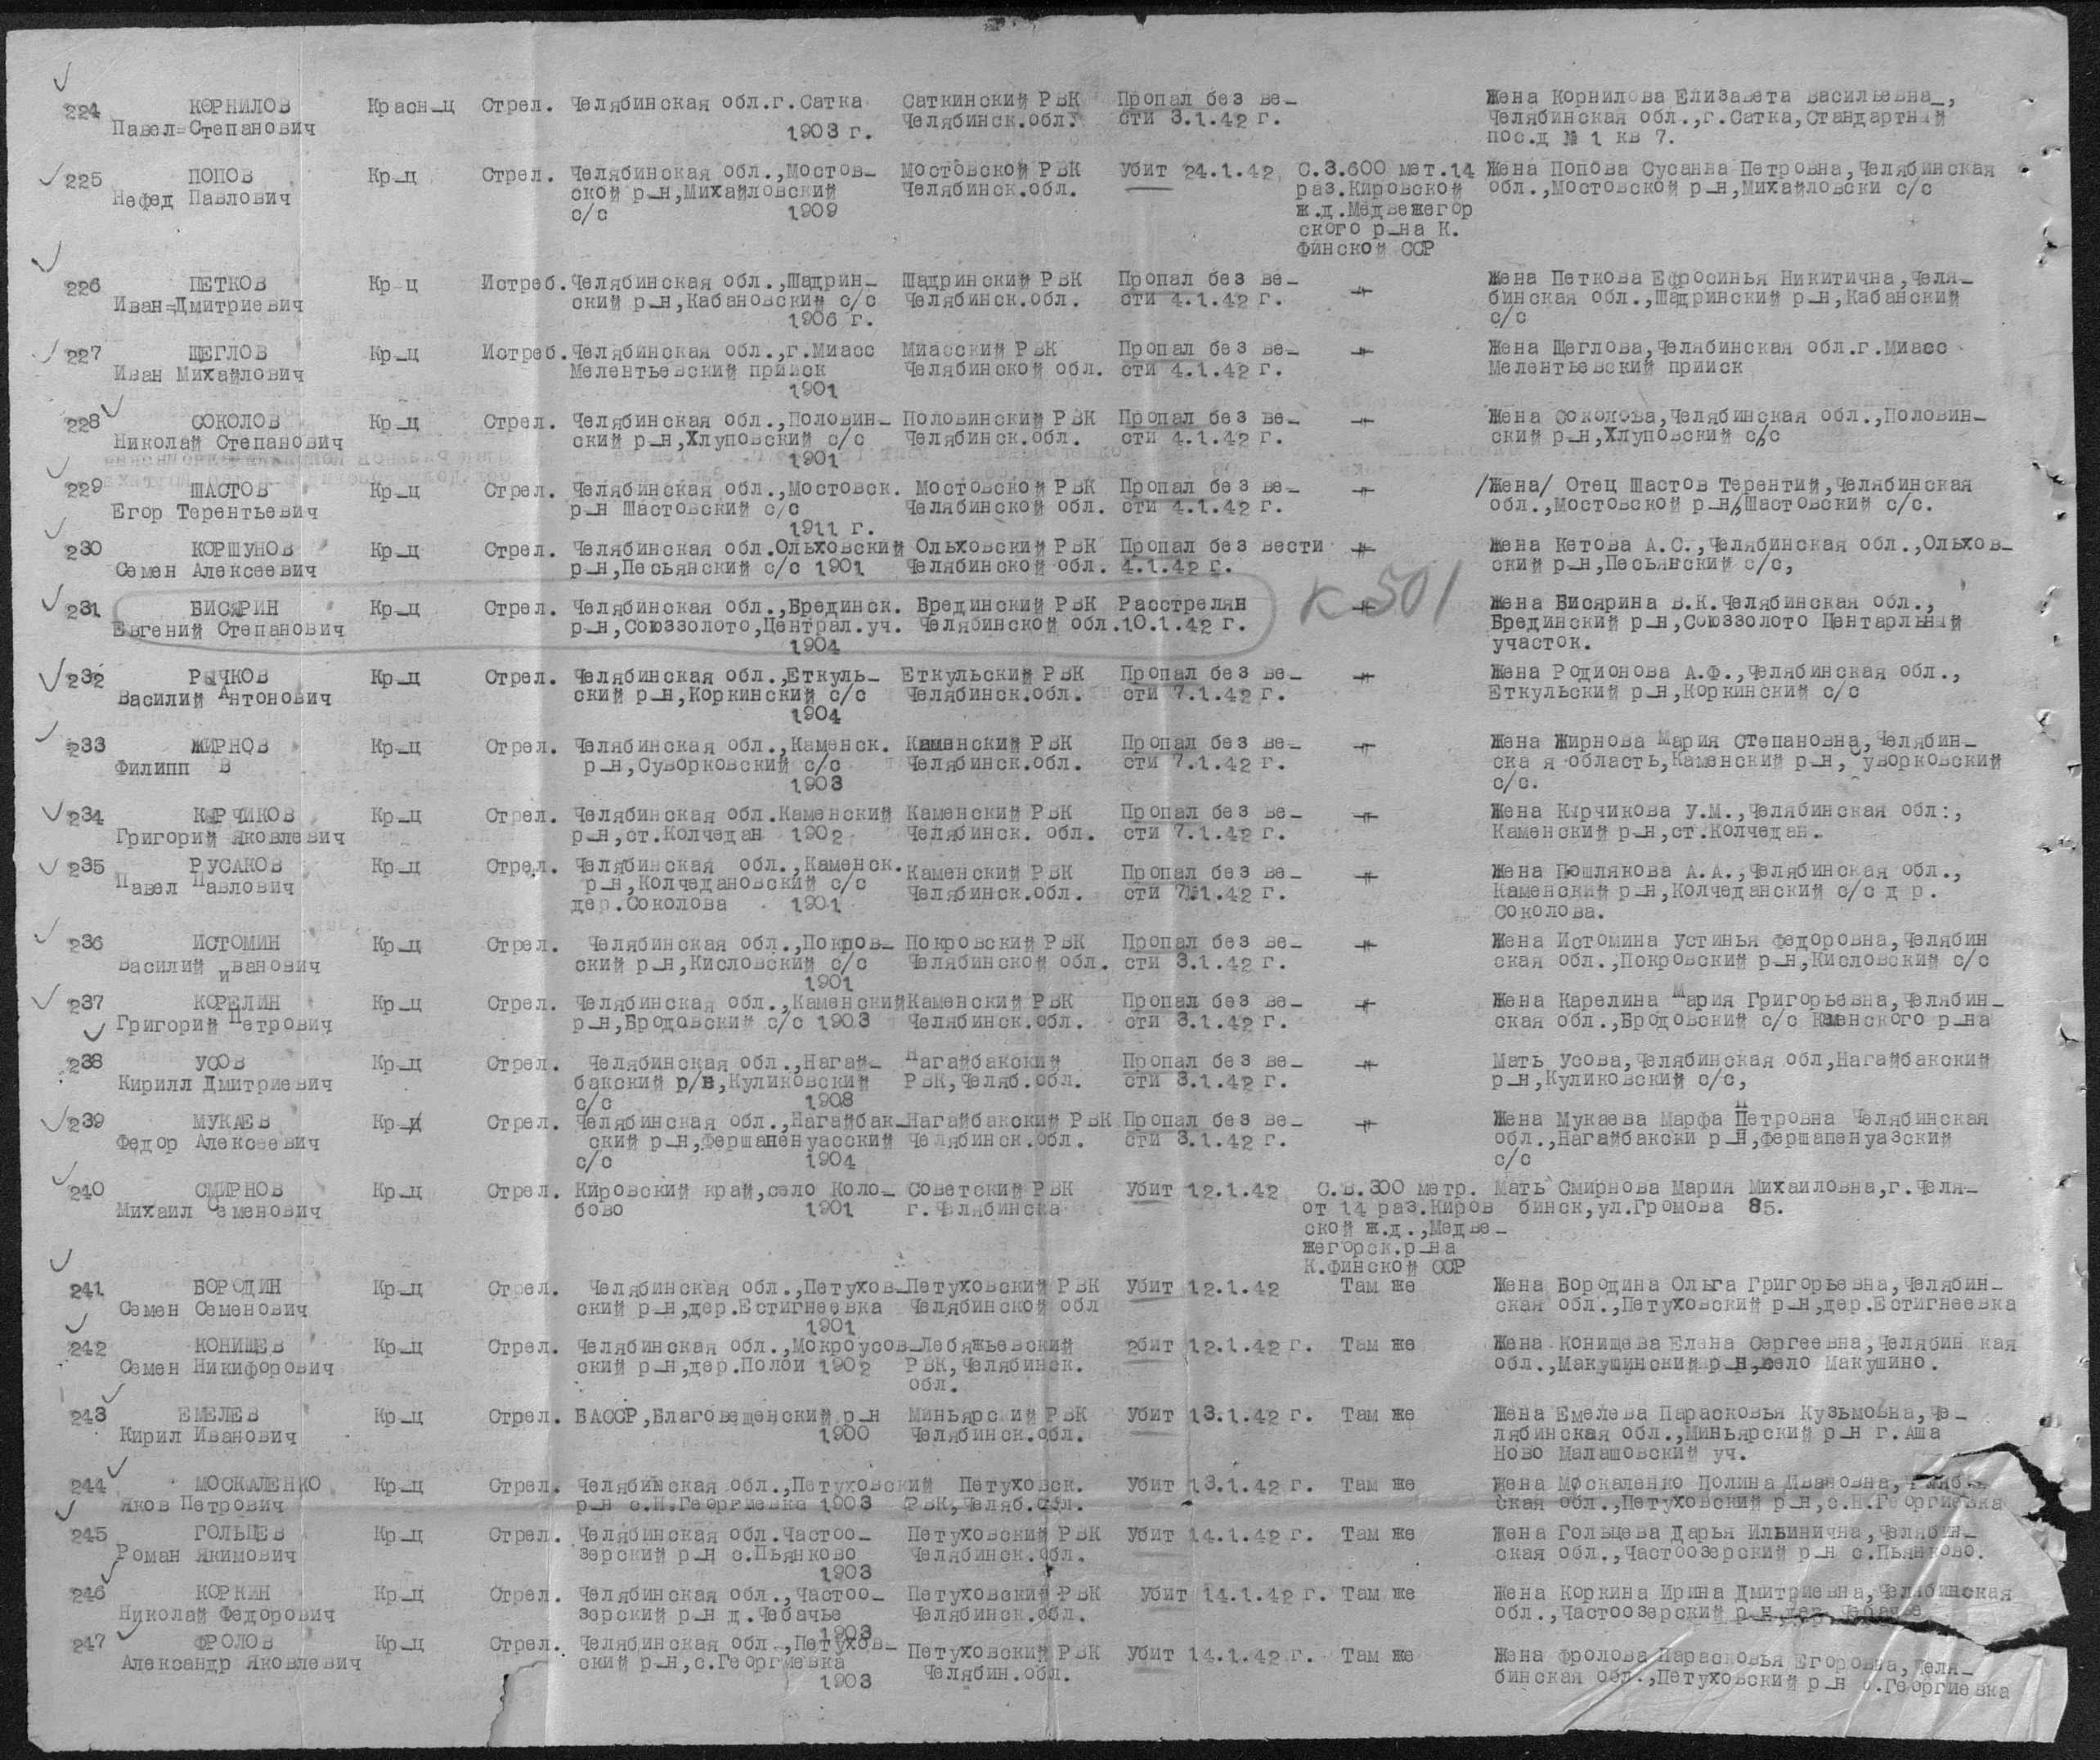 224 КОРНИЛОВ Красн-ц Стрел. Челябинская обл.г.Сатка Саткинский РВК Пропал без ве- Жена Корнилова Елизавета Васильевна-,
Павел=Степанович 1903 г. Челябинск.обл. сти 3.1.42 г. Челябинская обл.,г.Сатка,Стандартный
пос.д № 1 кв 7.
225 ПОПОВ Кр-ц Стрел. Челябинская обл.,Мостов- Мостовской РВК Убит 24.1.42 С.З.600 мет.14 Жена Попова Сусанна Петровна,Челябинская
Нефед Павлович ской р-н,Михайловский Челябинск.обл. раз.Кировской обл.,Мостовской р-н,Михайловски с/с
с/с 1909 ж.д.Медвежегор
ского р-на К.
Финской ССР
226 ПЕТКОВ Кр-ц Истреб. Челябинская обл.,Шадрин- Шадринский РВК Пропал без ве- -"- Жена Петкова Ефросинья Никитична,Челя-
Иван=Дмитриевич ский р-н,Кабановский с/с Челябинск.обл. сти 4.1.42 г. бинская обл.,Шадринский р-н,Кабанский
1906 г. с/с
227 ЩЕГЛОВ Кр-ц Истреб. Челябинская обл.,г.Миасс Миасский РВК Пропал без ве- -"- Жена Щеглова,Челябинская обл.г.Миасс
Иван Михайлович Мелентьевский прииск Челябинской обл. сти 4.1.42 г. Мелентьевский прииск
1901
228 СОКОЛОВ Кр-ц Стрел. Челябинская обл.,Половин- Половинский РВК Пропал без ве- -"- Жена Соколова,Челябинская обл.,Половин-
Николай Степанович ский р-н,Хлуповский с/с Челябинск.обл. сти 4.1.42 г. ский р-н,Хлуповский с/с
1901
229 ШАСТОВ Кр-ц Стрел. Челябинская обл.,Мостовск. Мостовской РВК Пропал без ве- -"- /Жена/ Отец Шастов Терентий,Челябинская
Егор Терентьевич р-н Шастовский с/с Челябинской обл. сти 4.1.42 г. обл.,Мостовской р-н,Шастовский с/с.
1911 г.
230 КОРШУНОВ Кр-ц Стрел. Челябинская обл.Ольховский Ольховский РВК Пропал без вести -"- Жена Кетова А.С.,Челябинская обл.,Ольхов-
Семен Алексеевич р-н,Песьянский с/с 1901 Челябинской обл. 4.1.42 г. ский р-н,Песьянский с/с,
231 БИСЯРИН Кр-ц Стрел. Челябинская обл.,Брединск. Брединский РВК Расстрелян К 501 -"- Жена Бисярина В.К.Челябинская обл.,
Евгений Степанович р-н,Союззолото,Централ.уч. Челябинской обл.10.1.42 г. Брединский р-н,Союззолото Центарльный
1904 участок.
232 РЫЧКОВ Кр-ц Стрел. Челябинская обл.,Еткуль- Еткульский РВК Пропал без ве- -"- Жена Родионова А.Ф.,Челябинская обл.,
Василий Антонович ский р-н,Коркинский с/с Челябинск.обл. сти 7.1.42 г. Еткульский р-н,Коркинский с/с
1904
233 ЖИРНОВ Кр-ц Стрел. Челябинская обл.,Каменск. Каменский РВК Пропал без ве- -"- Жена Жирнова Мария Степановна,Челябин-
Филипп В р-н,Суворковский с/с Челябинск.обл. сти 7.1.42 г. ска я область,Каменский р-н, Суворковский
1903 с/с.
234 КЫРЧИКОВ Кр-ц Стрел. Челябинская обл.Каменский Каменский РВК Пропал без ве- -"- Жена Кырчикова У.М.,Челябинская обл:,
Григорий Яковлевич р-н,ст.Колчедан 1902 Челябинск. обл. сти 7.1.42 г. Каменский р-н,ст.Колчедан.
235 РУСАКОВ Кр-ц Стрел. Челябинская обл.,Каменск. Каменский РВК Пропал без ве- -"- Жена Пошлякова А.А.,Челябинская обл.,
Павел Павлович р-н,Колчедановский с/с Челябинск.обл. сти 7.1.42 г. Каменский р-н,Колчеданский с/с дер.
дер.Соколова 1901 Соколова.
236 ИСТОМИН Кр-ц Стрел. Челябинская обл.,Покров- Покровский РВК Пропал без ве- -"- Жена Истомина Устинья Федоровна,Челябин
Василий Иванович ский р-н,Кисловский с/с Челябинской обл. сти 3.1.42 г. ская обл.,Покровский р-н,Кисловский с/с
1901
237 КОРЕЛИН Кр-ц Стрел. Челябинская обл.,Каменский Каменский РВК Пропал без ве- -"- Жена Карелина Мария Григорьевна,Челябин-
Григорий Петрович р-н,Бродовский с/с 1903 Челябинск.обл. сти 3.1.42 г. ская обл.,Бродовский с/с Каменского р-на
238 УСОВ Кр-ц Стрел. Челябинская обл.,Нагай- Нагайбакский Пропал без ве- -"- Мать Усова,Челябинская обл,Нагайбакский
Кирилл Дмитриевич бакский р/н,Куликовский РВК,Челяб.обл. сти 3.1.42 г. р-н,Куликовский с/с,
с/с 1908
239 МУКАЕВ Кр-ц Стрел. Челябинская обл.,Нагайбак- Нагайбакский РВК Пропал без ве- -"- Жена Мукаева Марфа Петровна Челябинская
Федор Алексеевич ский р-н,Фершаненуасский Челябинск.обл. сти 3.1.42 г. обл.,Нагайбакски р-н,Фершапенуазский
с/с 1904 с/с
240 СМИРНОВ Кр-ц Стрел. Кировский край,село Коло- Советский РВК Убит 12.1.42 С.В.300 метр. Мать Смирнова Мария Михайловна,г.Челя-
Михаил Семенович бово 1901 г.Челябинска от 14 раз.Киров бинск,ул.Громова 85.
ской ж.д.,Медве-
жегорск.р-на
К.Финской ССР
241 БОРОДИН Кр-ц Стрел. Челябинская обл.,Петухов- Петуховский РВК Убит 12.1.42 Там же Жена Бородина Ольга Григорьевна,Челябин-
Семен Семенович ский р-н,дер.Естигнеевка Челябинской обл ская обл.,Петуховский р-н,дер.Естигнеевка
1901
242 КОНИЩЕВ Кр-ц Стрел. Челябинская обл.,Мокроусов- Лебяжьевский 2бит 12.1.42 г. Там же Жена Конищева Елена Сергеевна,Челябин кая
Семен Никифорович ский р-н,дер.Полои 1902 РВК,Челябинск. обл.,Макушинский р-н,село Макушино.
обл.
243 ЕМЕЛЕВ Кр-ц Стрел. БАССР,Благовещенский р-н Миньярский РВК Убит 13.1.42 г. Там же Жена Емелева Парасковья Кузьмовна,Че-
Кирил Иванович 1900 Челябинск.обл. лябинская обл.,Миньярский р-н г.Аша
Ново Малашовский уч.
244 МОСКАЛЕНКО Кр-ц Стрел. Челябинская обл.,Петуховский Петуховск. Убит 13.1.42 г. Там же Жена Москаленко Полина Ивановна,
Яков Петрович р-н с.Н.Георгиевка 1903 РВК,Челяб.обл. ская обл.,Петуховский р-н,с.Н.Георгиевка
245 ГОЛЬЦЕВ Кр-ц Стрел. Челябинская обл.Частоо- Петуховский РВК Убит 14.1.42 г. Там же Жена Гольцева Дарья Ильинична,Челябин-
Роман Якимович зерский р-н с.Пьянково Челябинск.обл. ская обл.,Частоозерский р-н с.Пьянково.
1903
246 КОРКИН Кр-ц Стрел. Челябинская обл.,Частоо- Петуховский РВК Убит 14.1.42 г. Там же Жена Коркина Ирина Дмитриевна,Челябинская
Николай Федорович зерский р-н д.Чебачье Челябинск.обл. обл.,Частоозерский р-н,дер.
1903
247 ФРОЛОВ Кр-ц Стрел. Челябинская обл.,Петухов- Петуховский РВК Убит 14.1.42 г. Там же Жена Фролова Парасковья Егоровна,Челя-
Александр Яковлевич ский р-н,с.Георгиевка Челябин.обл. бинская обл.,Петуховский р-н с.Георгиевка
1903